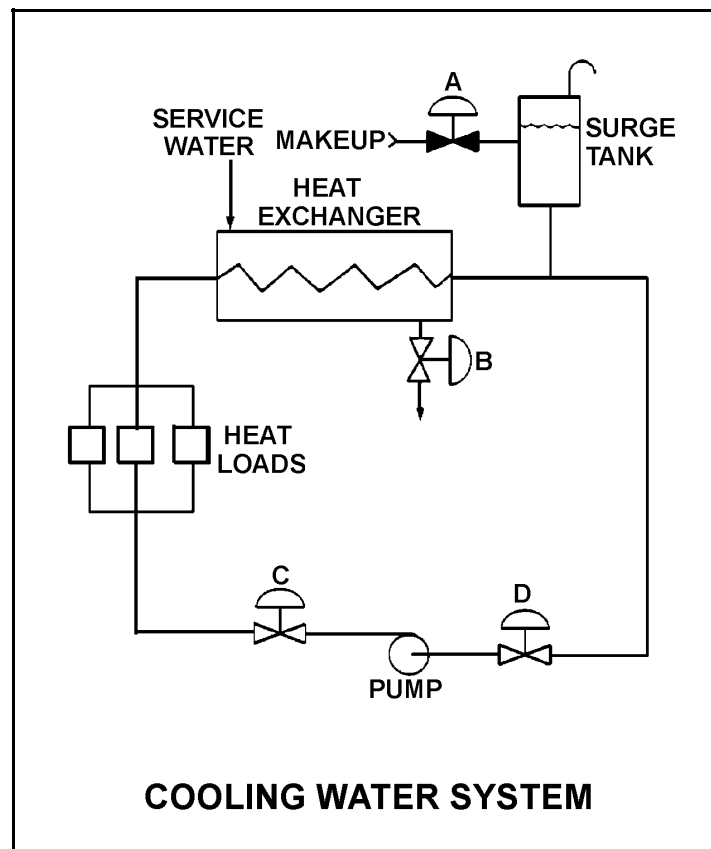 A
SERVICE
WATER
MAKEUP
SURGE
TANK
HEAT
EXCHANGER
B
HEAT
LOADS
C
D
PUMP
COOLING WATER SYSTEM